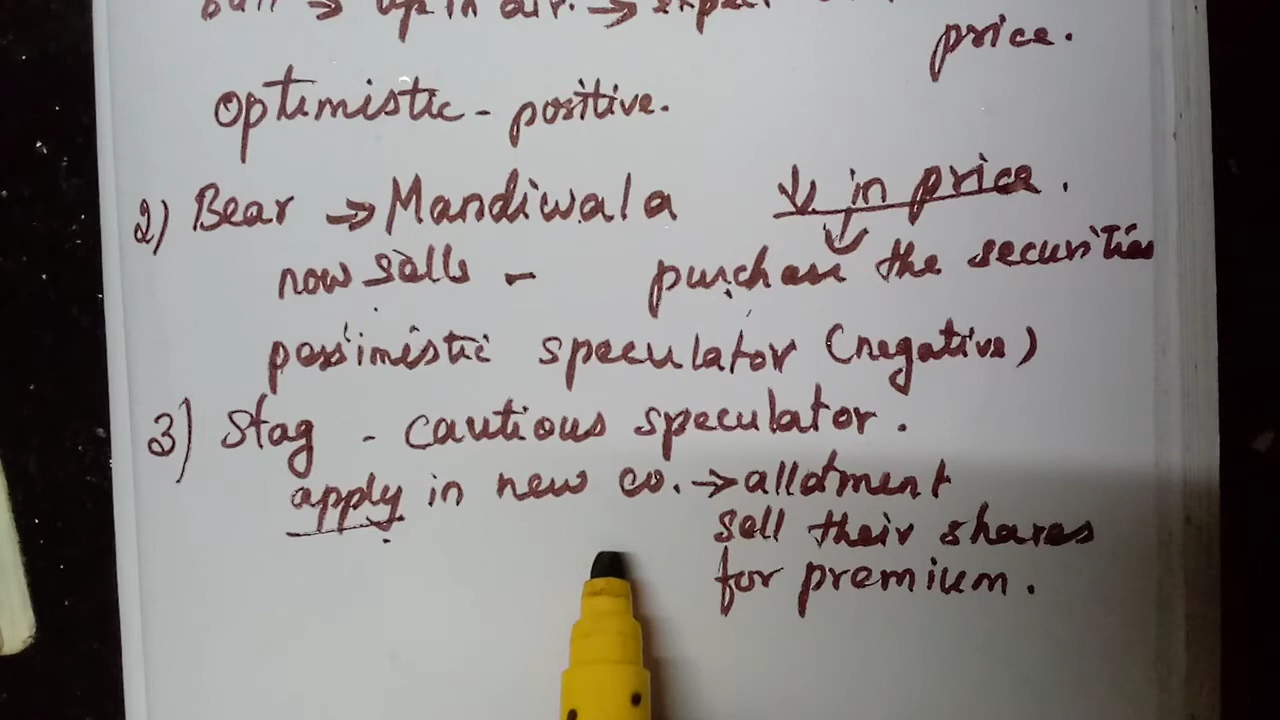 price.
Optimistic - positive.
2) Bear → Mandiwala ↓ in price.
now sells - purchase the securities
pessimistic speculator (negative)
3) Stag - cautious speculator.
apply in new co. → allotment
sell their shares
for premium.